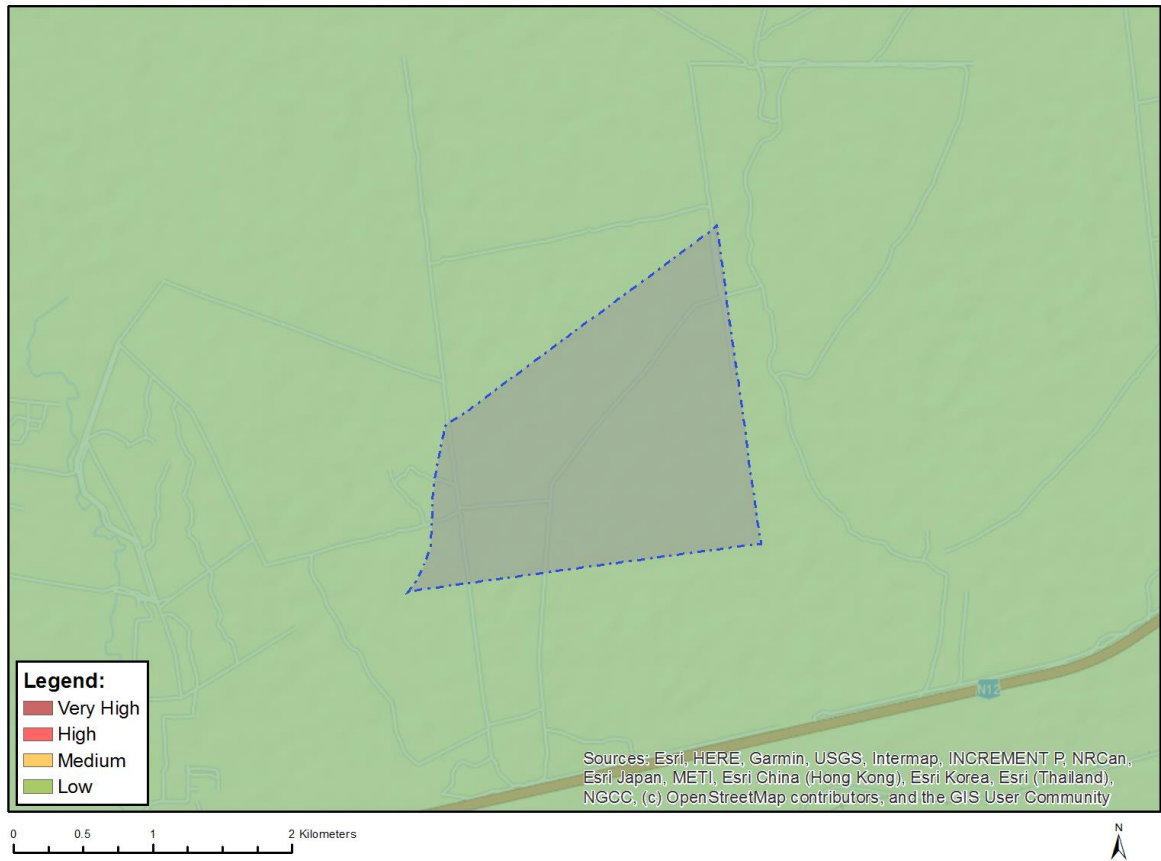 N12
Legend:
Very High
High
Medium
Low
Sources: Esri, HERE, Garmin, USGS, Intermap, INCREMENT P, NRCan,
Esri Japan, METI, Esri China (Hong Kong), Esri Korea, Esri (Thailand),
NGCC, (c) OpenStreetMap contributors, and the GIS User Community
0 0.5 1 2 Kilometers
N